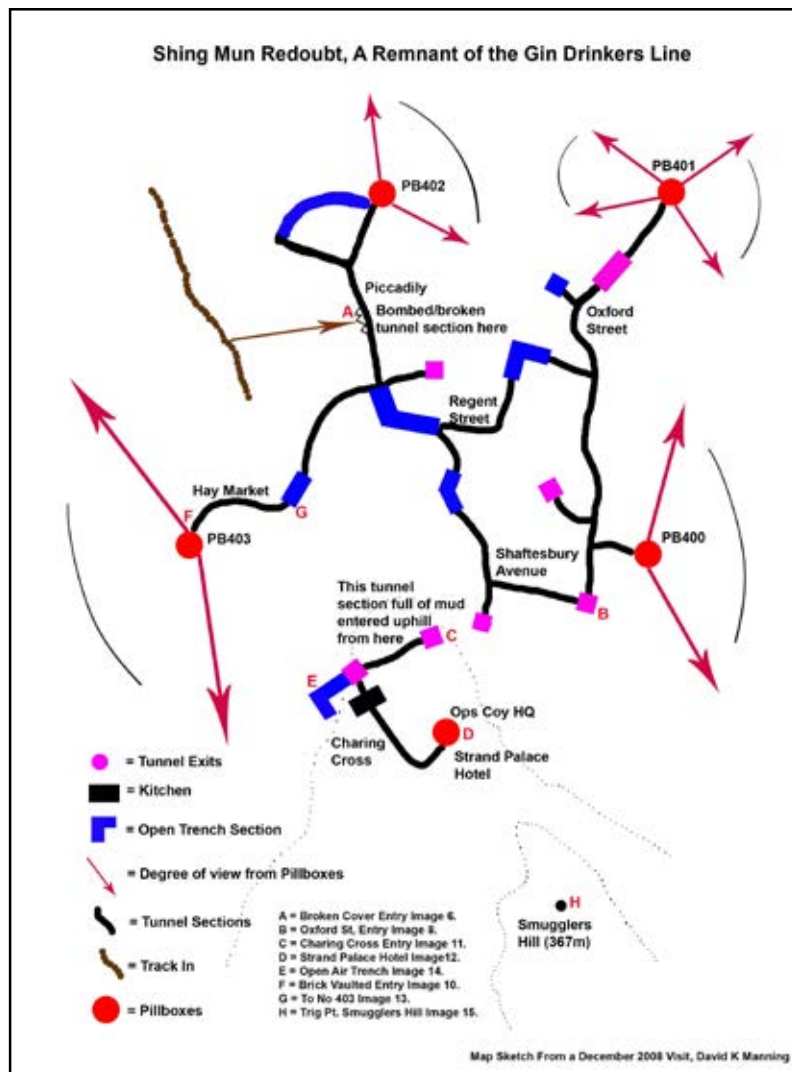 Shing Mun Redoubt, A Remnant of the Gin Drinkers Line
PB402
PB401
Piccadily
A
Bombed/broken
tunnel section here
Oxford
Street
Regent
Street
Hay Market
G
F
PB403
PB400
Shaftesbury
Avenue
B
This tunnel
section full of mud
entered uphill
from here
C
E
Ops Coy HQ
D
Strand Palace
Hotel
Charing
Cross
= Tunnel Exits
= Kitchen
= Open Trench Section
= Degree of view from Pillboxes
= Tunnel Sections
= Track In
= Pillboxes
A = Broken Cover Entry Image 6.
B = Oxford St, Entry Image 8.
C = Charing Cross Entry Image 11.
D = Strand Palace Hotel Image12.
E = Open Air Trench Image 14.
F = Brick Vaulted Entry Image 10.
G = To No 403 Image 13.
H = Trig Pt, Smugglers Hill Image 15.
H
Smugglers
Hill (367m)
Map Sketch From a December 2008 Visit, David K Manning